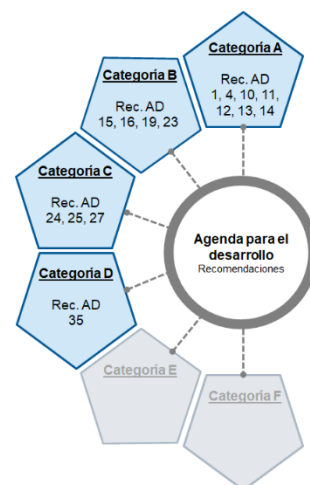 Categoría A
Rec. AD
1, 4, 10, 11,
12, 13, 14
Categoría B
Rec. AD
15, 16, 19, 23
Categoría C
Rec. AD
24, 25, 27
Categoría D
Rec. AD
35
Categoría E
Categoría F
Agenda para el
desarrollo
Recomendaciones